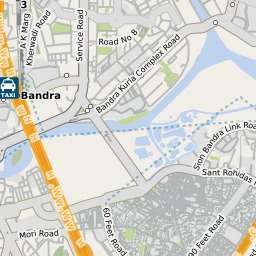 3
A K Marg
Kherwadi Road
Service Road
Road No 8
Bandra Kurla Complex Road
TAXI
Bandra
Sion Bandra Link Road
Sant Rohidas
Mori Road
60 Feet Road
Feet Road